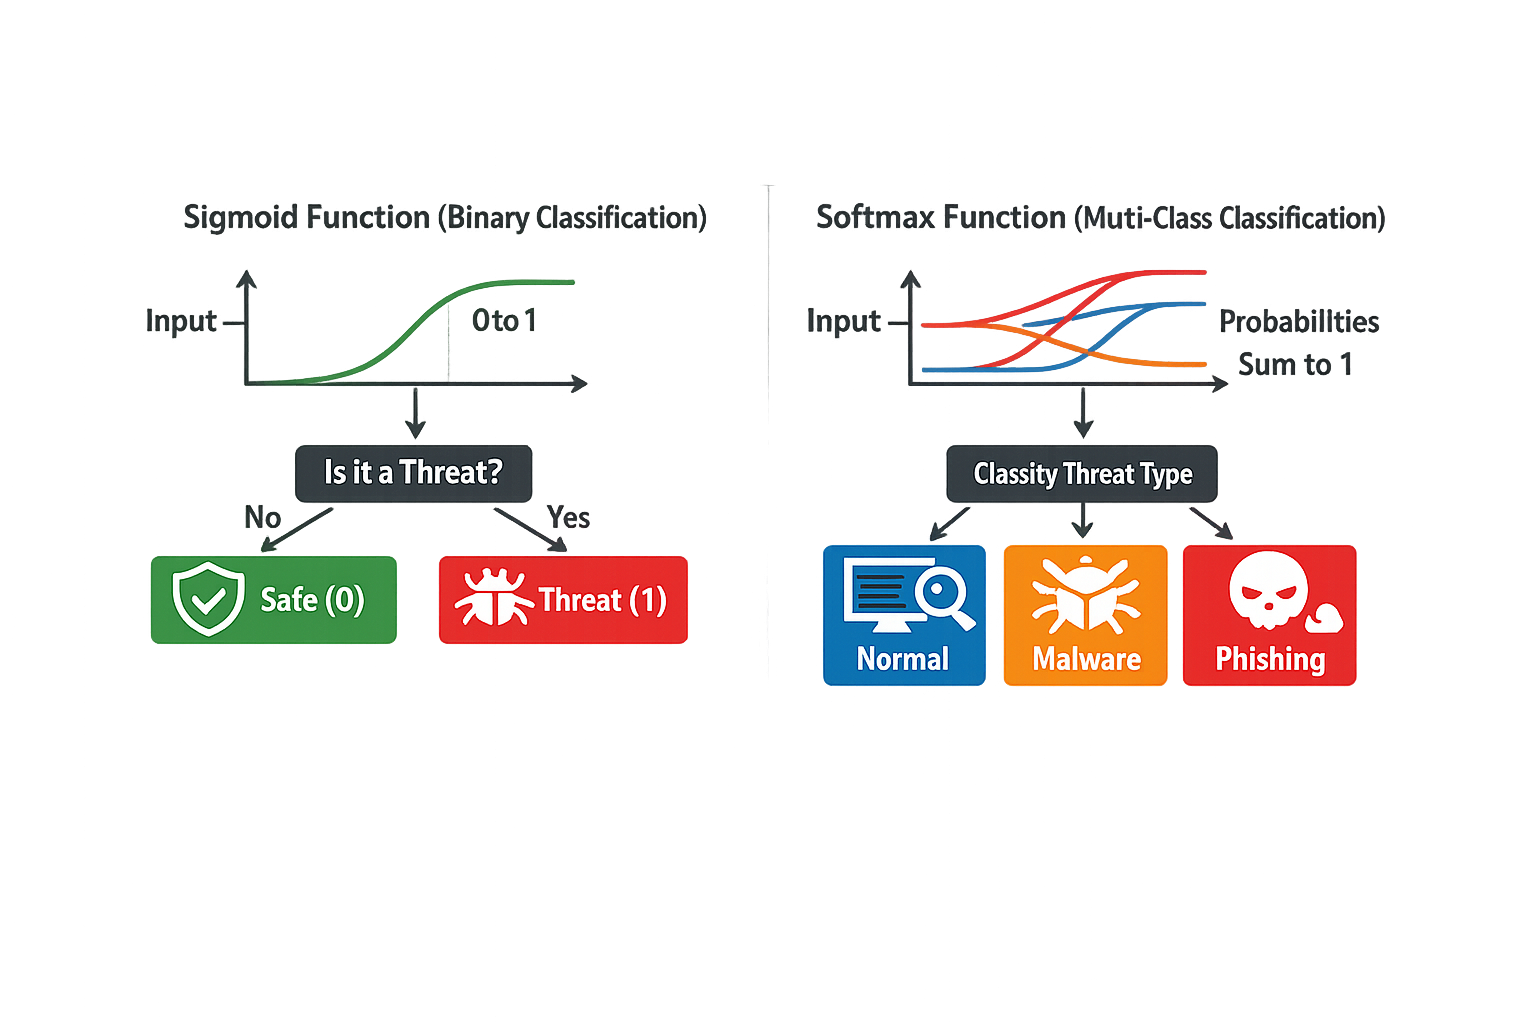 Sigmoid Function (Binary Classification)
Input
0 to 1
Is it a Threat?
No
Yes
Safe (0)
Threat (1)
Softmax Function (Muti-Class Classification)
Input
Probabilities
Sum to 1
Classity Threat Type
Normal
Malware
Phishing